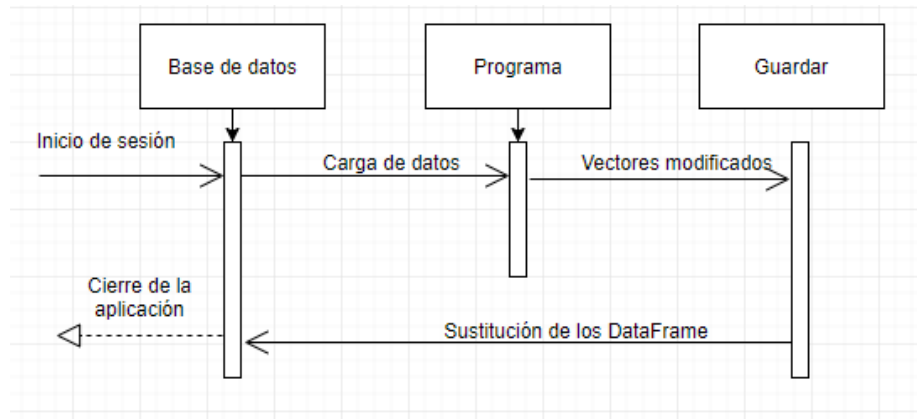 Base de datos
Programa
Guardar
Inicio de sesión
Carga de datos
Vectores modificados
Cierre de la
aplicación
Sustitución de los DataFrame